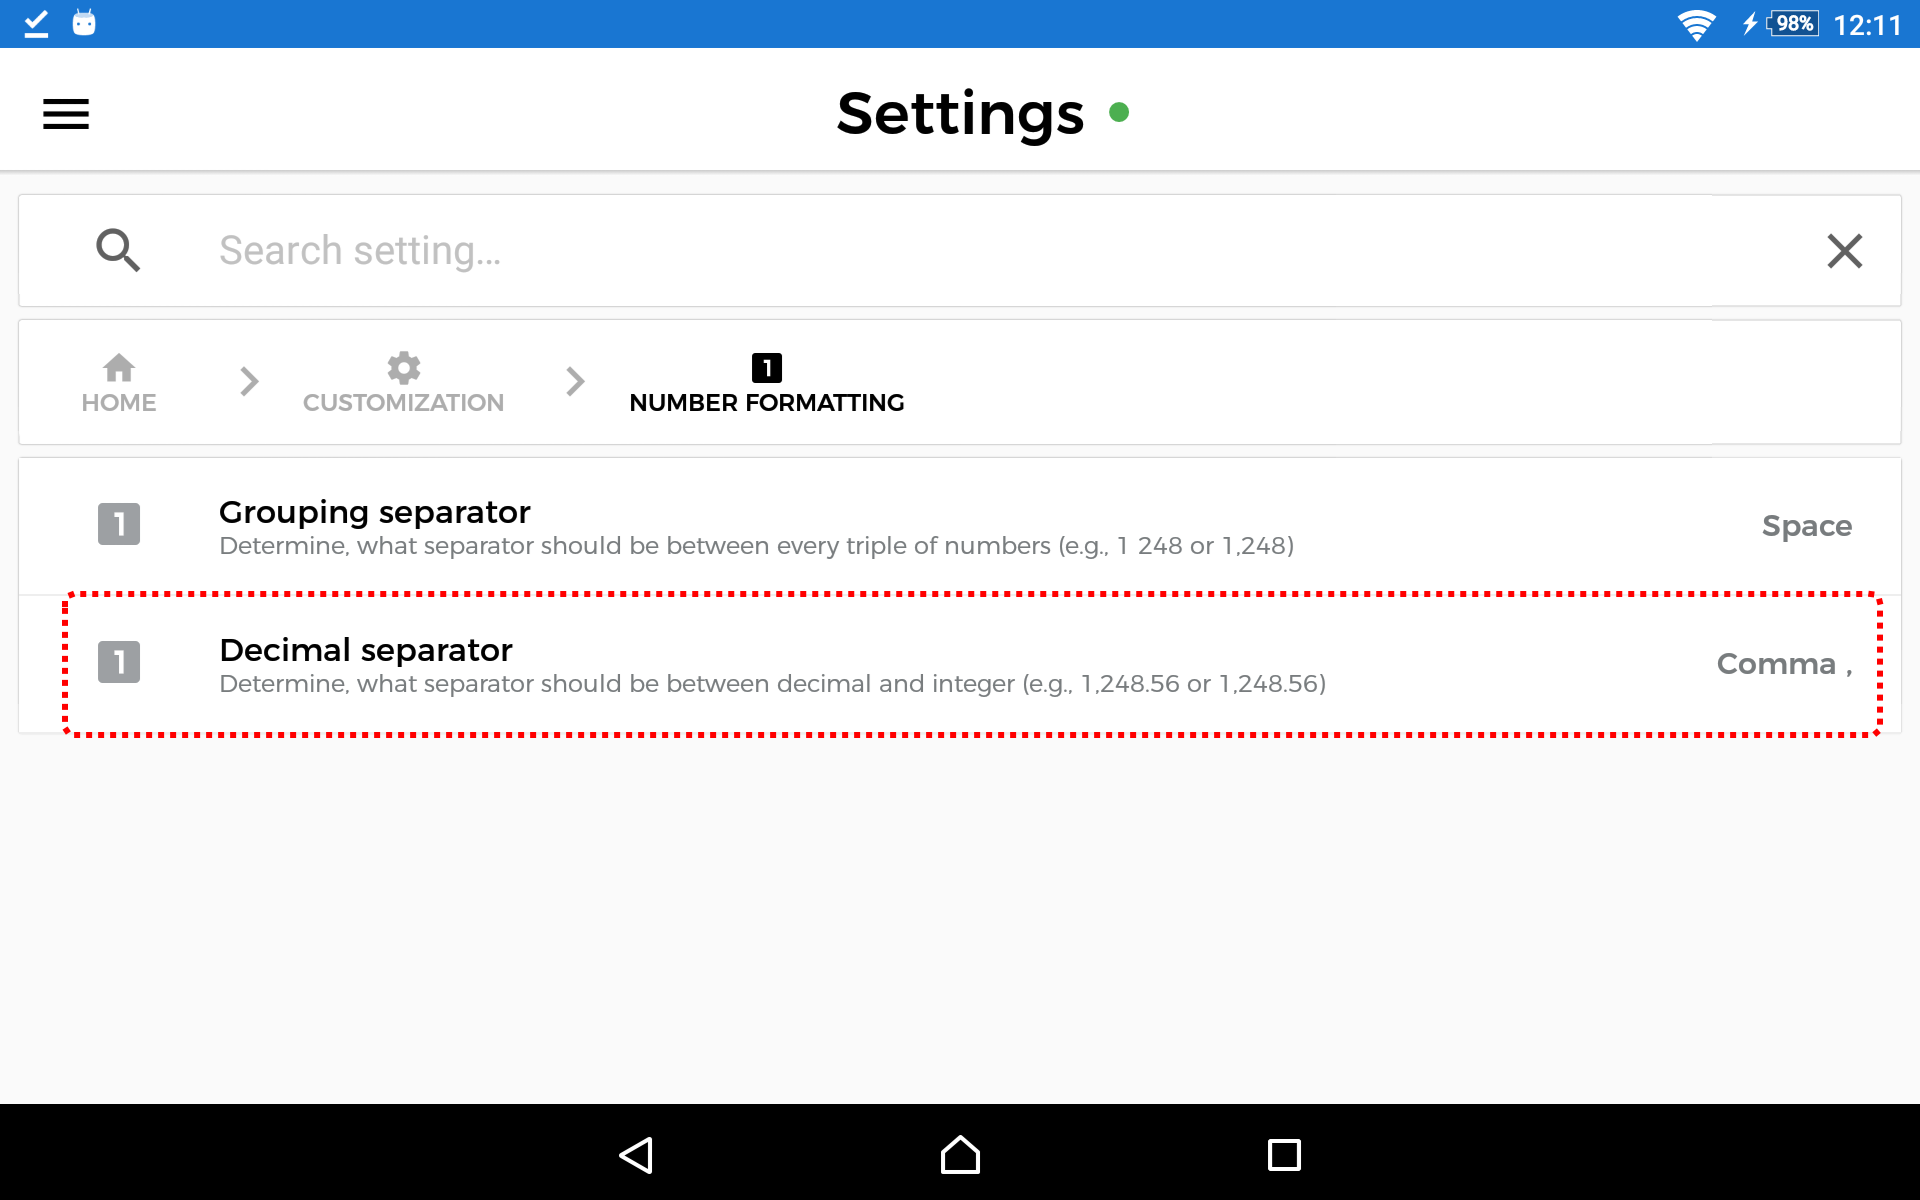 98% 12:11
Settings
Search setting...
HOME
CUSTOMIZATION
1
NUMBER FORMATTING
1
Grouping separator
Determine, what separator should be between every triple of numbers (e.g., 1 248 or 1,248)
Space
1
Decimal separator
Determine, what separator should be between decimal and integer (e.g., 1,248.56 or 1,248.56)
Comma ,